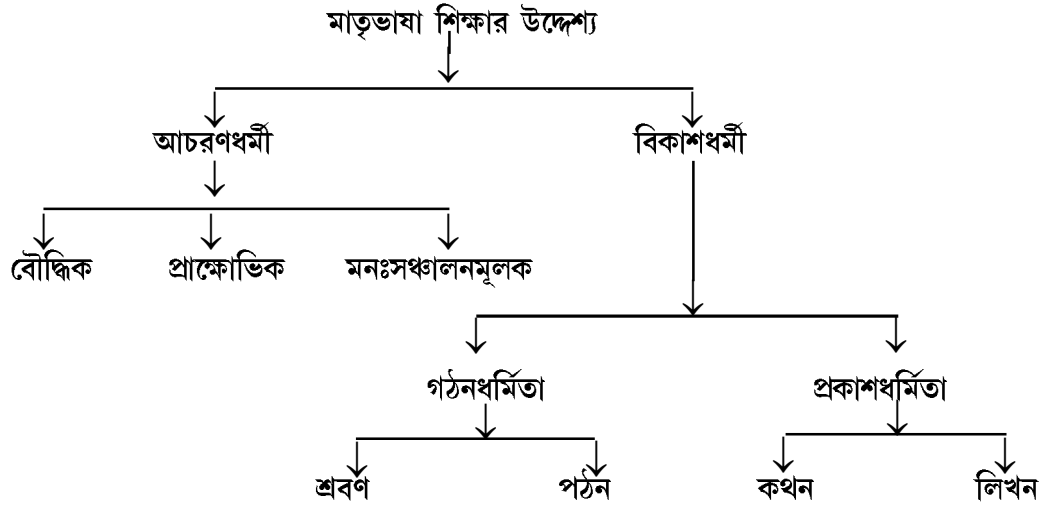 মাতৃভাষা শিক্ষার উদ্দেশ্য
আচরণধর্মী বিকাশধর্মী
বৌদ্ধিক প্রাক্ষোভিক মনঃসঞ্চালনমূলক
গঠনধর্মিতা প্রকাশধর্মিতা
শ্রবণ পঠন কথন লিখন